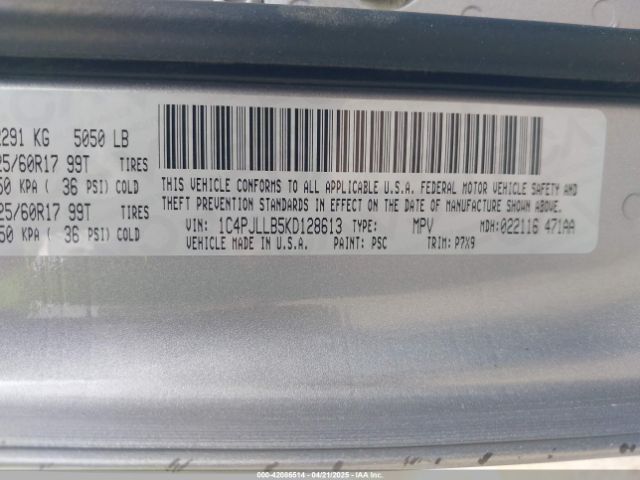 2291 KG 5050 LB
25/60R17 99T TIRES
50 KPA ( 36 PSI) COLD
25/60R17 99T TIRES
50 KPA ( 36 PSI) COLD
THIS VEHICLE CONFORMS TO ALL APPLICABLE U.S.A. FEDERAL MOTOR VEHICLE SAFETY AND
THEFT PREVENTION STANDARDS IN EFFECT ON THE DATE OF MANUFACTURE SHOWN ABOVE.
VIN: 1C4PJLLB5KD128613 TYPE: MPV MDH: 022116 471AA
VEHICLE MADE IN U.S.A. PAINT: PSC TRIM: P7X9
000-42086514 - 04/21/2025 - IAAI.COM